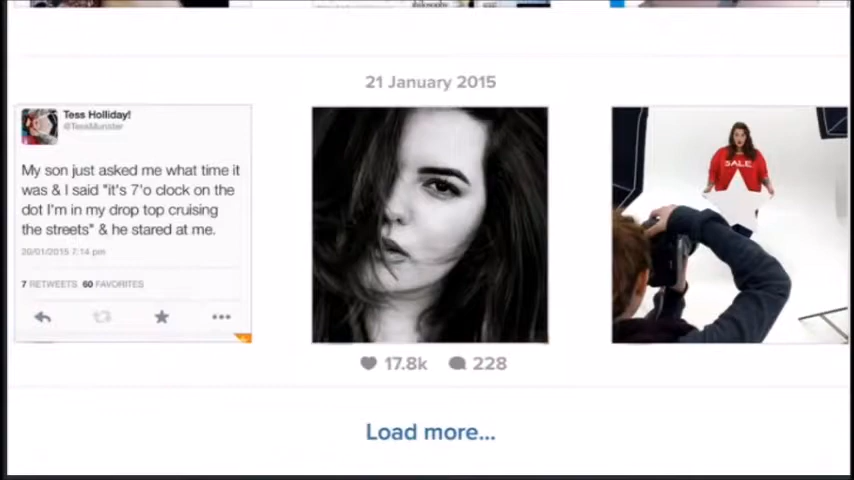 philosophy
21 January 2015
Tess Holliday!
@TessMunster
My son just asked me what time it
was & I said "it's 7'o clock on the
dot I'm in my drop top cruising
the streets" & he stared at me.
20/01/2015 7:14 pm
7 RETWEETS 60 FAVORITES
SALE
17.8k 228
Load more...